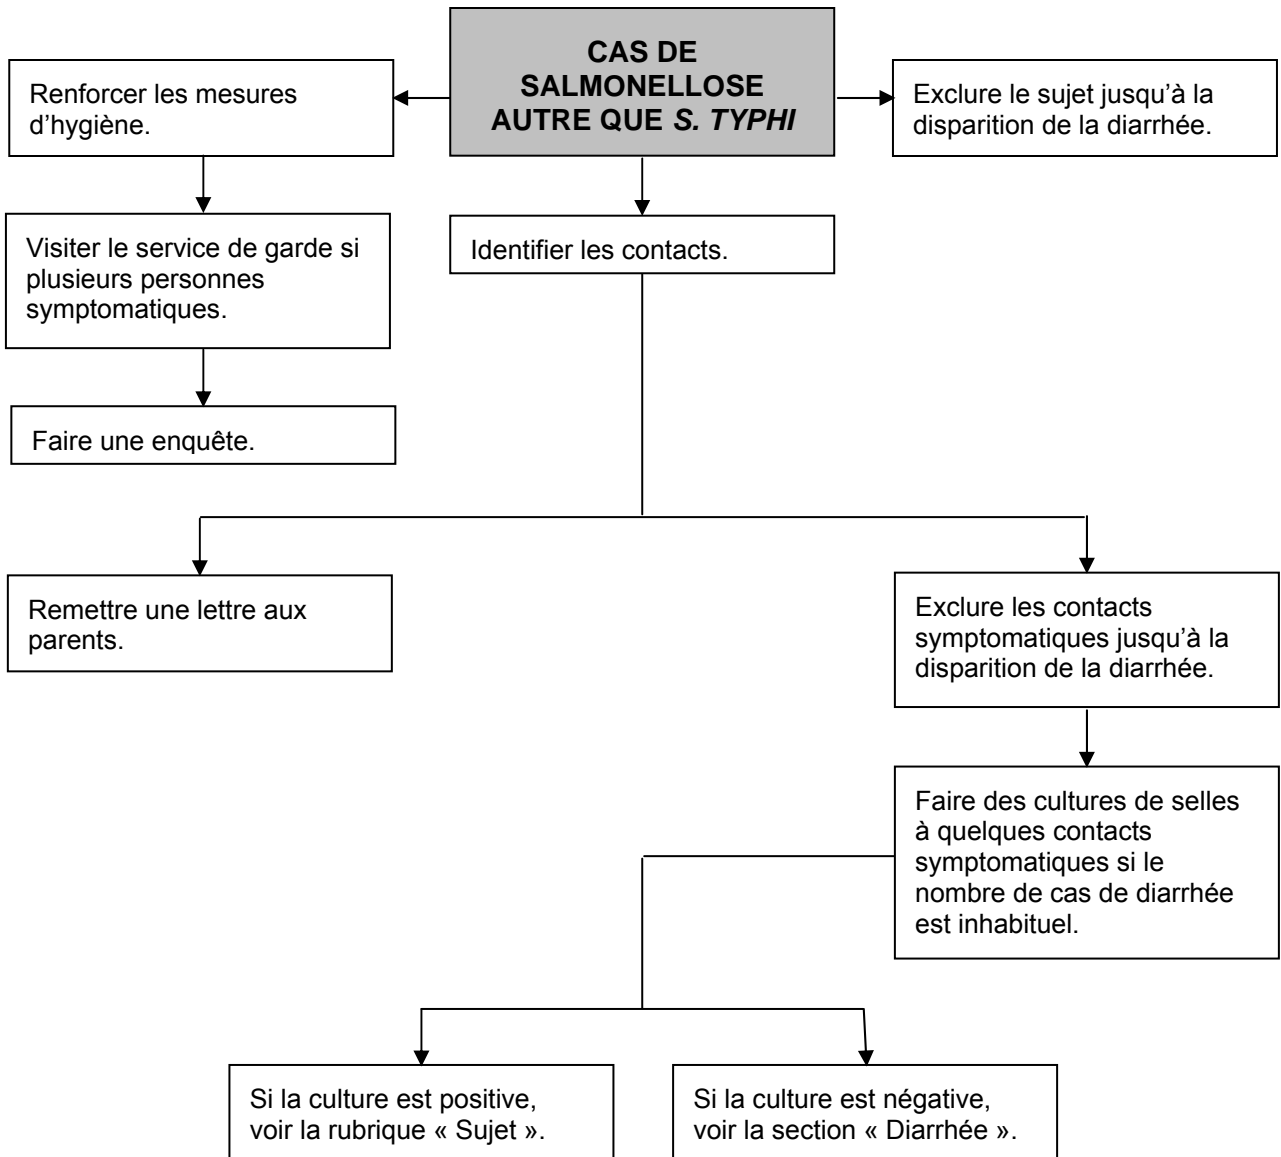 CAS DE
SALMONELLOSE
AUTRE QUE S. TYPHI
Renforcer les mesures
d’hygiène.
Exclure le sujet jusqu’à la
disparition de la diarrhée.
Visiter le service de garde si
plusieurs personnes
symptomatiques.
Identifier les contacts.
Faire une enquête.
Remettre une lettre aux
parents.
Exclure les contacts
symptomatiques jusqu’à la
disparition de la diarrhée.
Faire des cultures de selles
à quelques contacts
symptomatiques si le
nombre de cas de diarrhée
est inhabituel.
Si la culture est positive,
voir la rubrique « Sujet ».
Si la culture est négative,
voir la section « Diarrhée ».